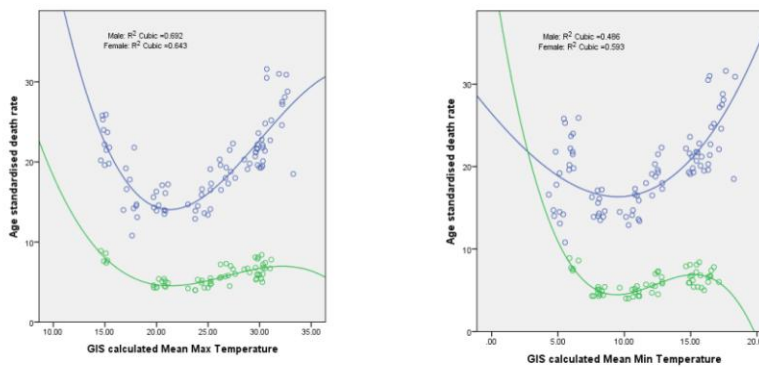 Male: R2 Cubic =0.692
Female: R2 Cubic =0.643
Age standardised death rate
30
20
10
0
10.00 15.00 20.00 25.00 30.00 35.00
GIS calculated Mean Max Temperature
Male: R2 Cubic =0.486
Female: R2 Cubic =0.593
Age standardised death rate
30
20
10
0
.00 5.00 10.00 15.00 20.0
GIS calculated Mean Min Temperature